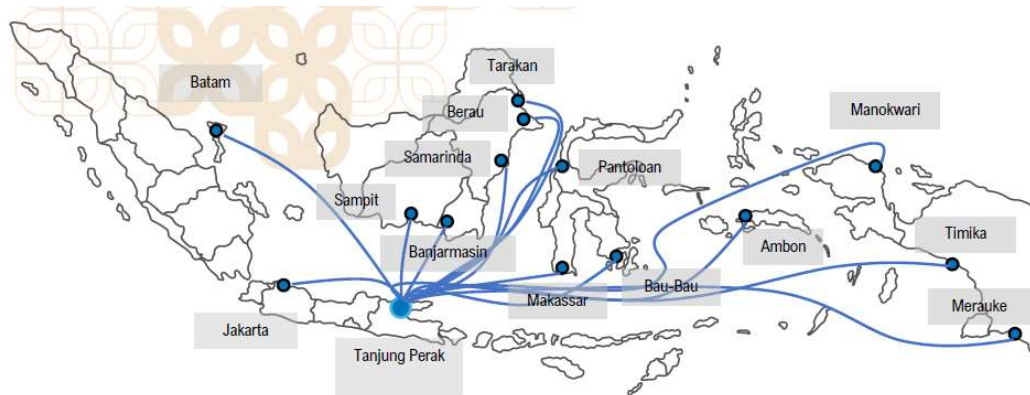 Tarakan
Batam
Berau
Manokwari
Samarinda
Pantoloan
Sampit
Banjarmasin
Ambon
Timika
Bau-Bau
Makassar
Merauke
Jakarta
Tanjung Perak